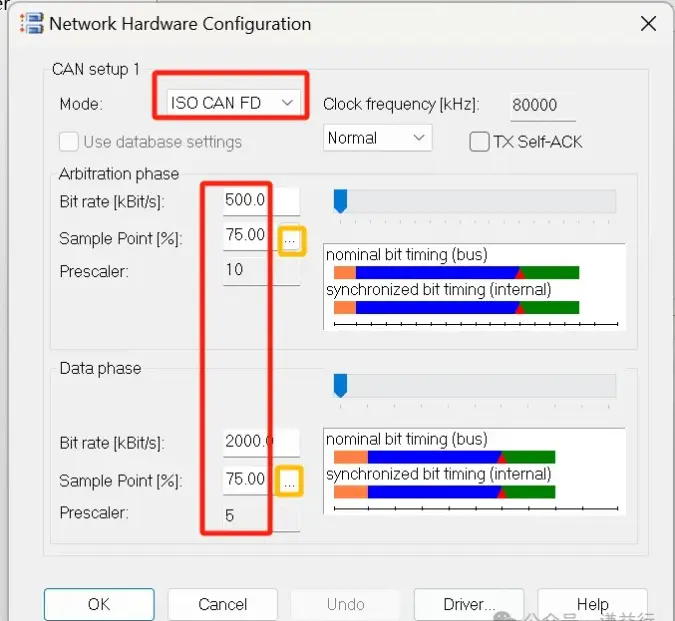 er
Network Hardware Configuration
CAN setup 1
Mode:
ISO CAN FD
Clock frequency [kHz]:
80000
Use database settings
Normal
TX Self-ACK
Arbitration phase
Bit rate [kBit/s]:
500.0
Sample Point [%]:
75.00
...
Prescaler:
10
nominal bit timing (bus)
synchronized bit timing (internal)
Data phase
Bit rate [kBit/s]:
2000.0
Sample Point [%]:
75.00
...
Prescaler:
5
nominal bit timing (bus)
synchronized bit timing (internal)
OK
Cancel
Undo
Driver...
Help